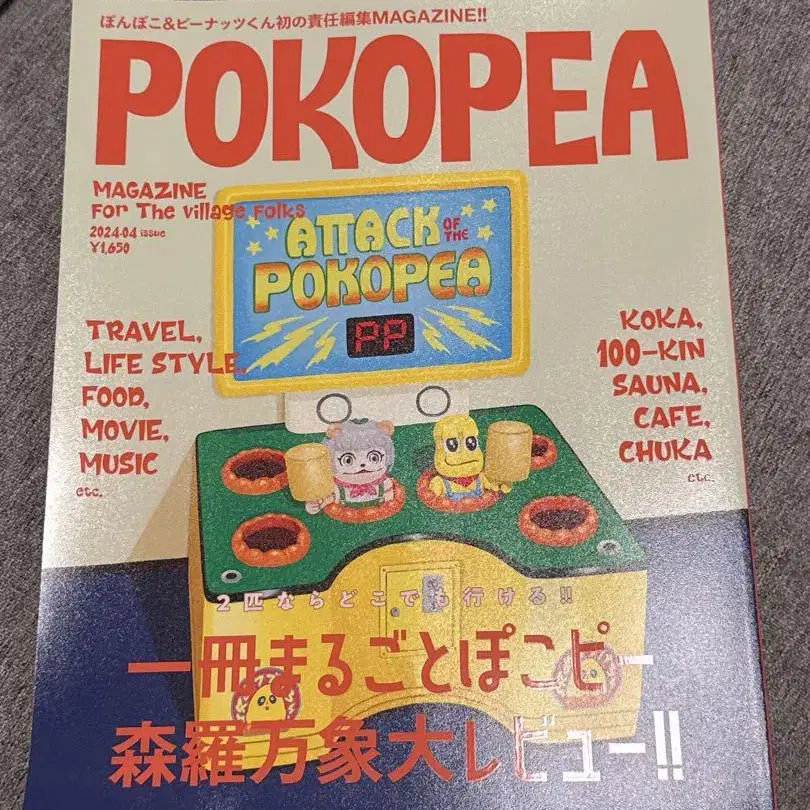 ぽんぽこ&ピーナッツくん初の責任編集MAGAZINE!!
POKOPEA
MAGAZINE
For The village Folks
2024-04 issue
¥1,650
ATTACK OF THE
POKOPEA
PP
TRAVEL,
LIFE STYLE,
FOOD,
MOVIE,
MUSIC
etc.
KOKA,
100-KIN
SAUNA,
CAFE,
CHUKA
etc.
2匹ならどこでも行ける!!
一冊まるごとぽこピー
森羅万象大レビュー!!